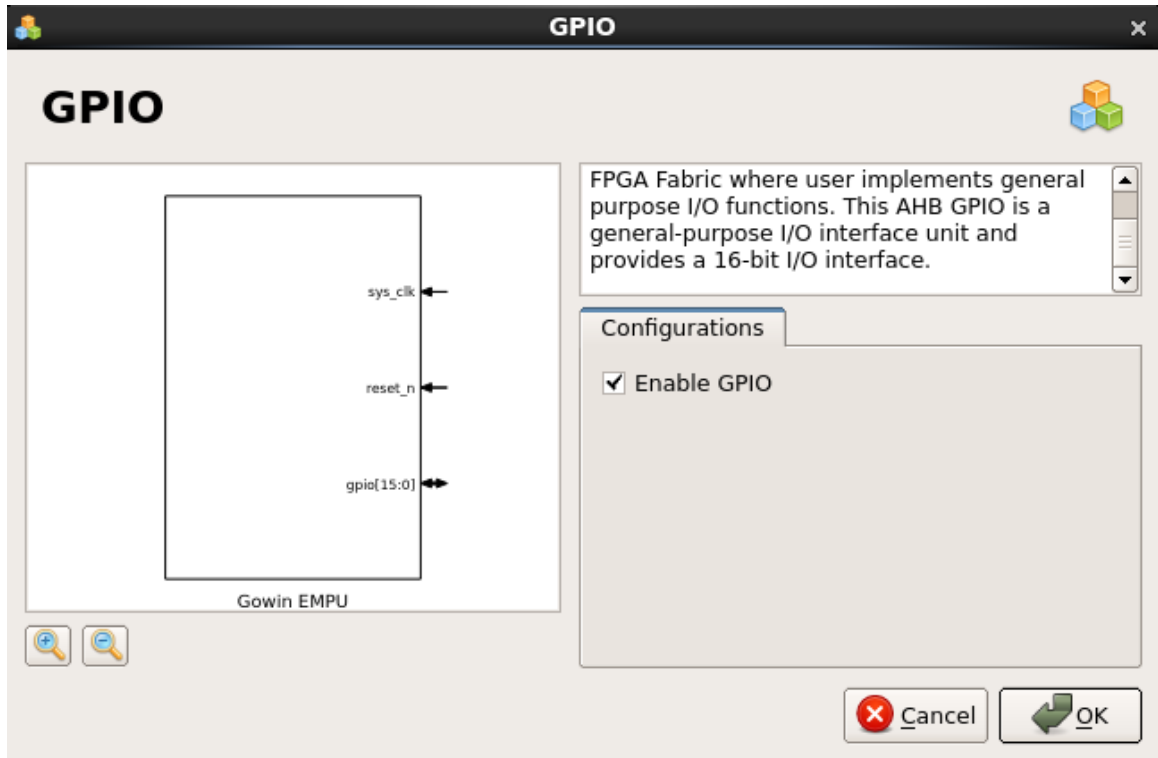 GPIO
GPIO
sys_clk
reset_n
gpio[15:0]
Gowin EMPU
FPGA Fabric where user implements general
purpose I/O functions. This AHB GPIO is a
general-purpose I/O interface unit and
provides a 16-bit I/O interface.
Configurations
Enable GPIO
Cancel
OK